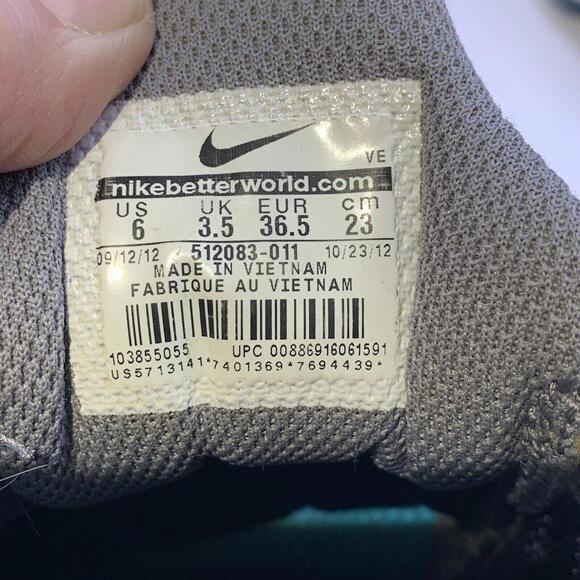 VE
nikebetterworld.com
US UK EUR cm
6 3.5 36.5 23
09/12/12 512083-011 10/23/12
MADE IN VIETNAM
FABRIQUE AU VIETNAM
103855055 UPC 00886916061591
US5713141*7401369*7694439*